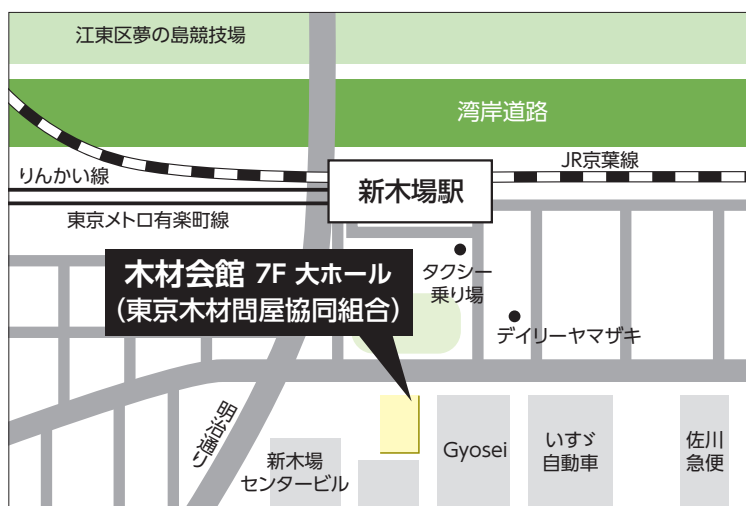 江東区夢の島競技場
湾岸道路
JR京葉線
りんかい線
新木場駅
東京メトロ有楽町線
木材会館 7F 大ホール
（東京木材問屋協同組合）
タクシー
乗り場
デイリーヤマザキ
明治通り
新木場
センタービル
Gyosei
いすゞ
自動車
佐川
急便